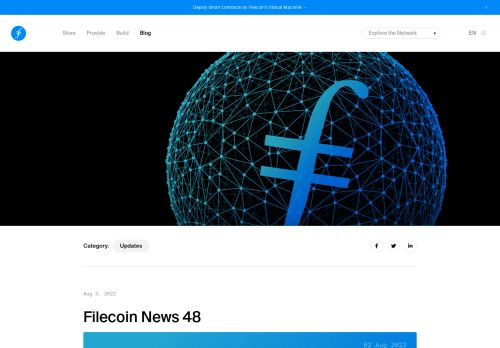 Deploy smart contracts on Filecoin's Virtual Machine
Store Provide Build Blog
Explore the Network
EN
Category: Updates
Aug 3, 2022
Filecoin News 48
02 Aug 2022